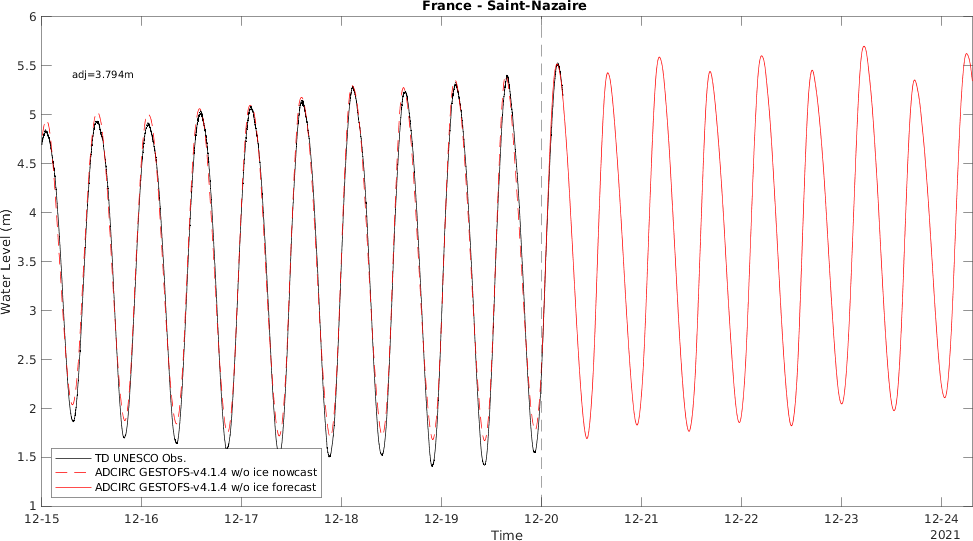 France - Saint-Nazaire
adj=3.794m
6
5.5
5
4.5
4
3.5
3
2.5
2
1.5
1
Water Level (m)
TD UNESCO Obs.
ADCIRC GESTOFS-v4.1.4 w/o ice nowcast
ADCIRC GESTOFS-v4.1.4 w/o ice forecast
12-15 12-16 12-17 12-18 12-19 12-20 12-21 12-22 12-23 12-24
Time
2021